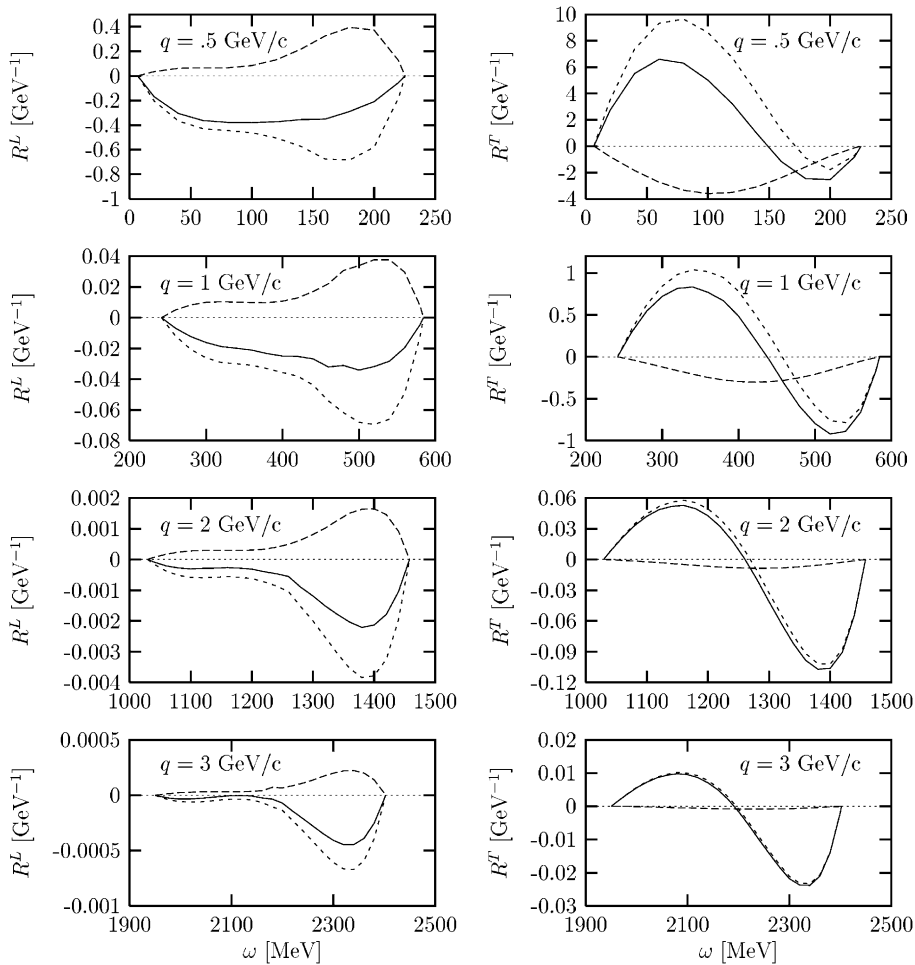 q = .5 GeV/c
R^L [GeV⁻¹]
0.4
0.2
0
-0.2
-0.4
-0.6
-0.8
-1
0 50 100 150 200 250
q = .5 GeV/c
R^T [GeV⁻¹]
10
8
6
4
2
0
-2
-4
0 50 100 150 200 250
q = 1 GeV/c
R^L [GeV⁻¹]
0.04
0.02
0
-0.02
-0.04
-0.06
-0.08
200 300 400 500 600
q = 1 GeV/c
R^T [GeV⁻¹]
1
0.5
0
-0.5
-1
200 300 400 500 600
q = 2 GeV/c
R^L [GeV⁻¹]
0.002
0.001
0
-0.001
-0.002
-0.003
-0.004
1000 1100 1200 1300 1400 1500
q = 2 GeV/c
R^T [GeV⁻¹]
0.06
0.03
0
-0.03
-0.06
-0.09
-0.12
1000 1100 1200 1300 1400 1500
q = 3 GeV/c
R^L [GeV⁻¹]
0.0005
0
-0.0005
-0.001
1900 2100 2300 2500
ω [MeV]
q = 3 GeV/c
R^T [GeV⁻¹]
0.02
0.01
0
-0.01
-0.02
-0.03
1900 2100 2300 2500
ω [MeV]